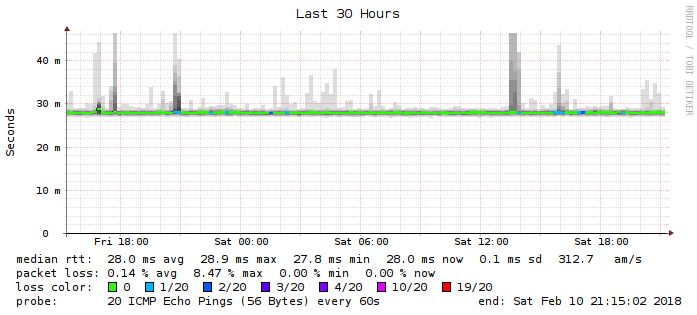 Last 30 Hours
RRDTOOL / TOBI OETIKER
Seconds
40 m
30 m
20 m
10 m
0
Fri 18:00 Sat 00:00 Sat 06:00 Sat 12:00 Sat 18:00
median rtt: 28.0 ms avg 28.9 ms max 27.8 ms min 28.0 ms now 0.1 ms sd 312.7 am/s
packet loss: 0.14 % avg 8.47 % max 0.00 % min 0.00 % now
loss color: 0 1/20 2/20 3/20 4/20 10/20 19/20
probe: 20 ICMP Echo Pings (56 Bytes) every 60s end: Sat Feb 10 21:15:02 2018